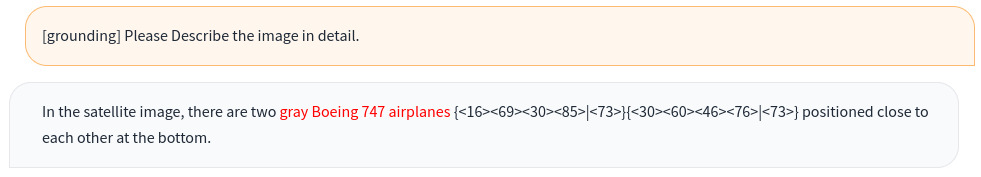 [grounding] Please Describe the image in detail.
In the satellite image, there are two gray Boeing 747 airplanes {<16><69><30><85>|<73>}{<30><60><46><76>|<73>} positioned close to
each other at the bottom.